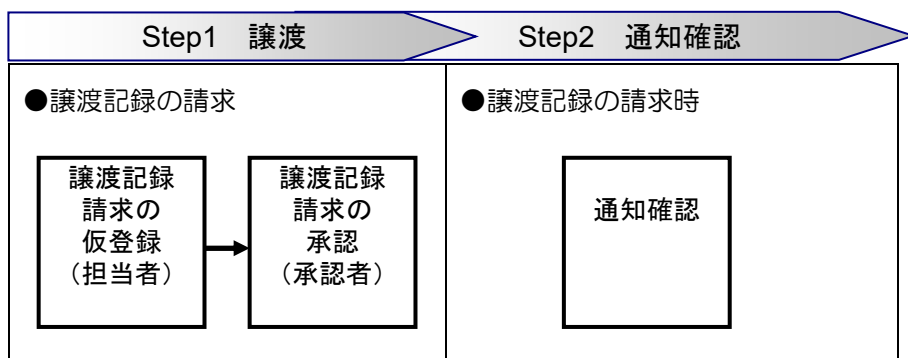 Step1 譲渡
Step2 通知確認
●譲渡記録の請求
●譲渡記録の請求時
譲渡記録
請求の
仮登録
（担当者）
譲渡記録
請求の
承認
（承認者）
通知確認